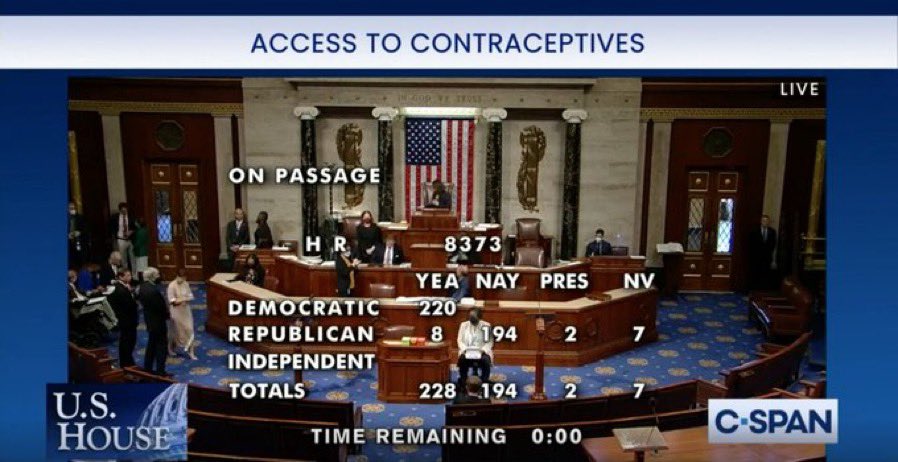 ACCESS TO CONTRACEPTIVES
LIVE
IN GOD WE TRUST
ON PASSAGE
H R 8373
YEA NAY PRES NV
DEMOCRATIC 220
REPUBLICAN 8 194 2 7
INDEPENDENT
TOTALS 228 194 2 7
U.S.
HOUSE
C-SPAN
TIME REMAINING 0:00